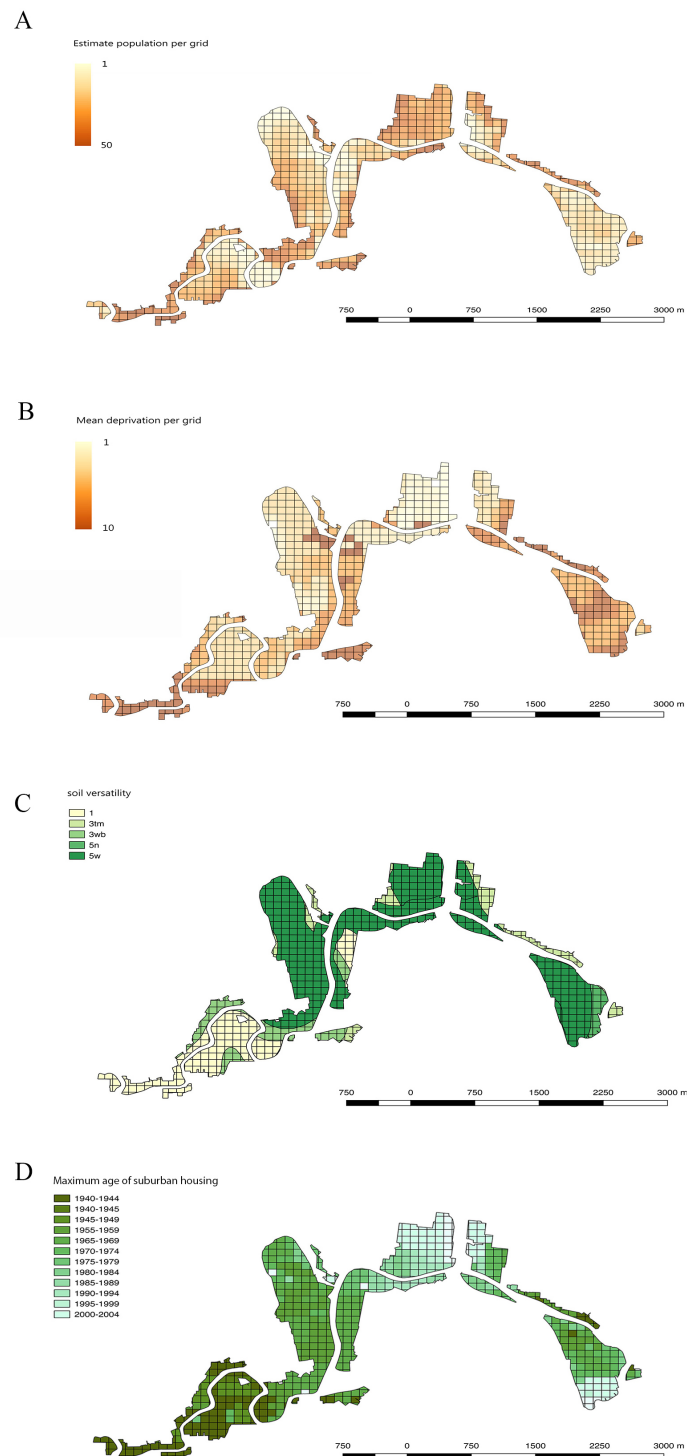 A
Estimate population per grid
1
50
750 0 750 1500 2250 3000 m
B
Mean deprivation per grid
1
10
750 0 750 1500 2250 3000 m
C
soil versatility
1
3tm
3wb
5n
5w
750 0 750 1500 2250 3000 m
D
Maximum age of suburban housing
1940-1944
1940-1945
1945-1949
1955-1959
1965-1969
1970-1974
1975-1979
1980-1984
1985-1989
1990-1994
1995-1999
2000-2004
750 0 750 1500 2250 3000 m